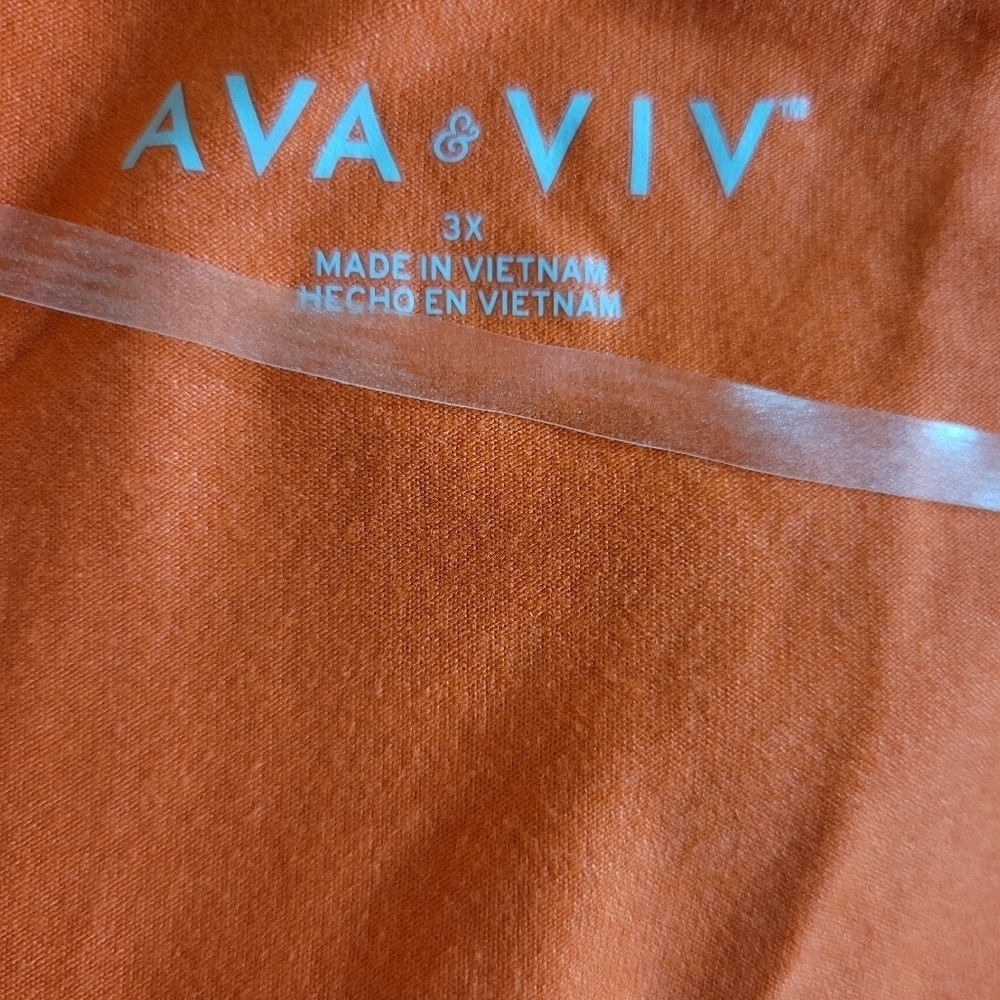 AVA & VIV™
3X
MADE IN VIETNAM
HECHO EN VIETNAM